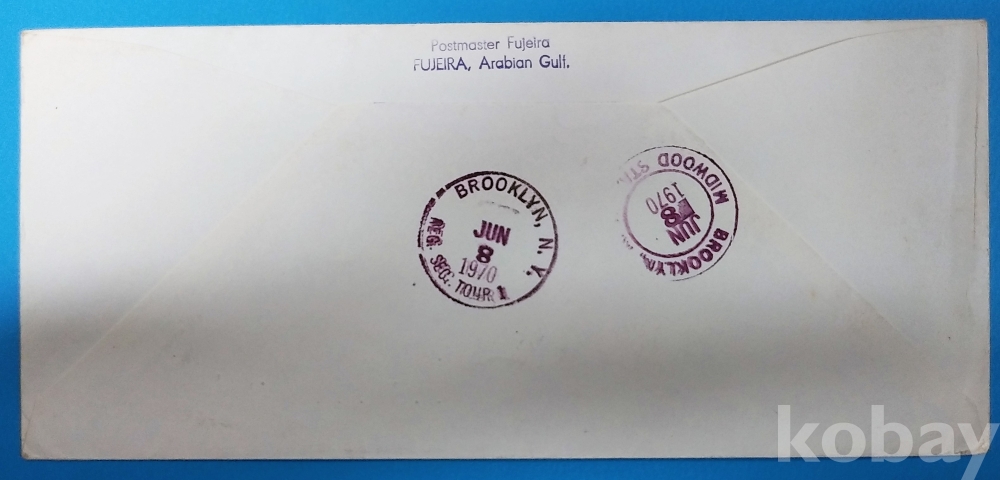 Postmaster Fujeira
FUJEIRA, Arabian Gulf.
BROOKLYN, N. Y.
JUN
8
1970
REG. SEC. TOUR 1
MIDWOOD
BROOKLYN,
JUN
8
1970
kobay